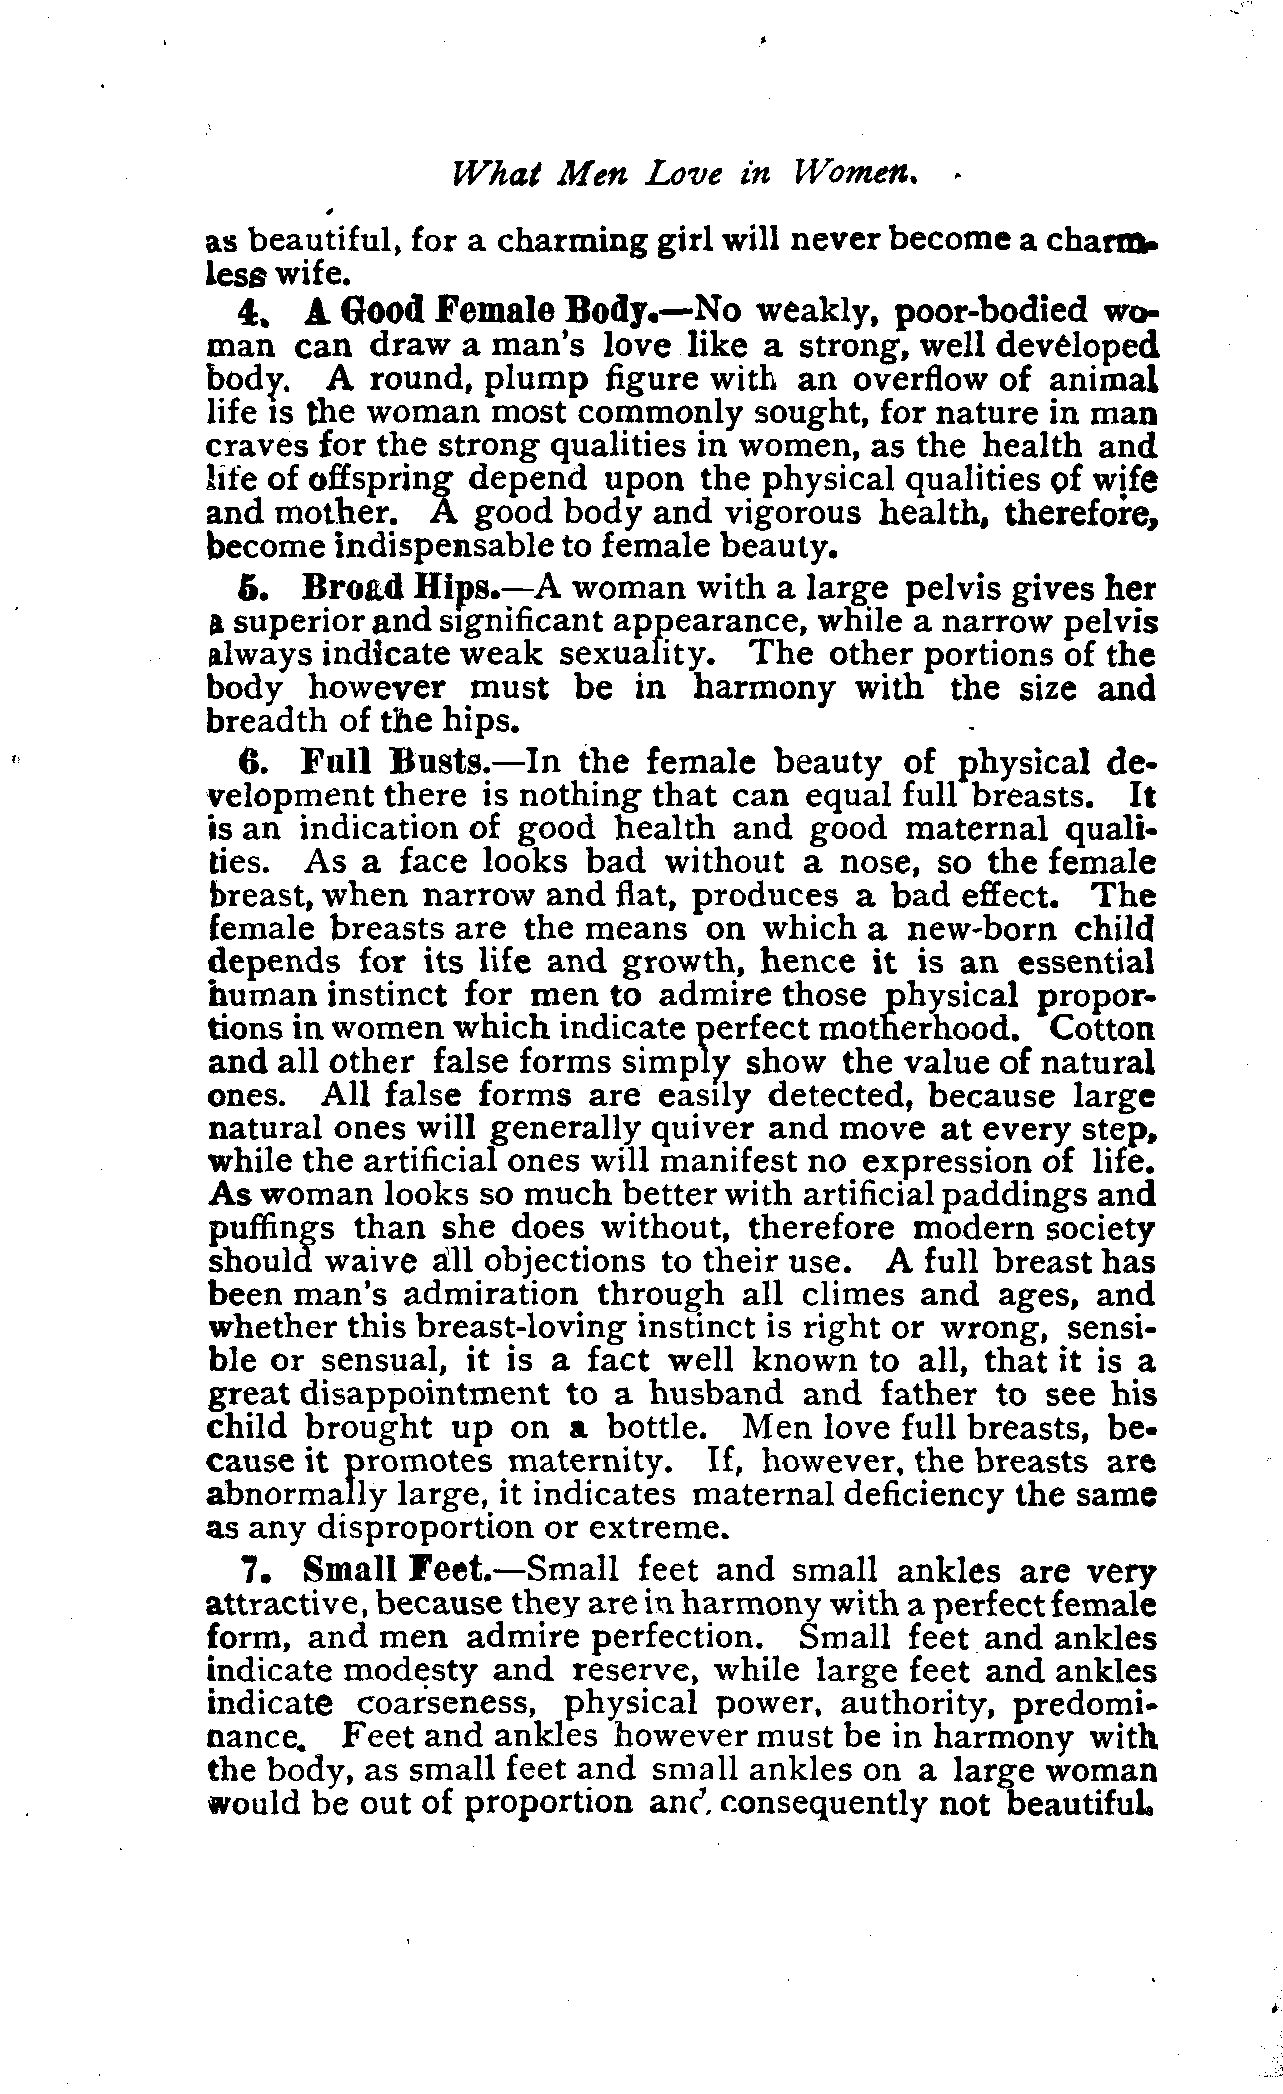 What Men Love in Women.
as beautiful, for a charming girl will never become a charm-
less wife.
4. A Good Female Body.—No weakly, poor-bodied wo-
man can draw a man's love like a strong, well developed
body. A round, plump figure with an overflow of animal
life is the woman most commonly sought, for nature in man
craves for the strong qualities in women, as the health and
life of offspring depend upon the physical qualities of wife
and mother. A good body and vigorous health, therefore,
become indispensable to female beauty.
5. Broad Hips.—A woman with a large pelvis gives her
a superior and significant appearance, while a narrow pelvis
always indicate weak sexuality. The other portions of the
body however must be in harmony with the size and
breadth of the hips.
6. Full Busts.—In the female beauty of physical de-
velopment there is nothing that can equal full breasts. It
is an indication of good health and good maternal quali-
ties. As a face looks bad without a nose, so the female
breast, when narrow and flat, produces a bad effect. The
female breasts are the means on which a new-born child
depends for its life and growth, hence it is an essential
human instinct for men to admire those physical propor-
tions in women which indicate perfect motherhood. Cotton
and all other false forms simply show the value of natural
ones. All false forms are easily detected, because large
natural ones will generally quiver and move at every step,
while the artificial ones will manifest no expression of life.
As woman looks so much better with artificial paddings and
puffings than she does without, therefore modern society
should waive all objections to their use. A full breast has
been man's admiration through all climes and ages, and
whether this breast-loving instinct is right or wrong, sensi-
ble or sensual, it is a fact well known to all, that it is a
great disappointment to a husband and father to see his
child brought up on a bottle. Men love full breasts, be-
cause it promotes maternity. If, however, the breasts are
abnormally large, it indicates maternal deficiency the same
as any disproportion or extreme.
7. Small Feet.—Small feet and small ankles are very
attractive, because they are in harmony with a perfect female
form, and men admire perfection. Small feet and ankles
indicate modesty and reserve, while large feet and ankles
indicate coarseness, physical power, authority, predomi-
nance. Feet and ankles however must be in harmony with
the body, as small feet and small ankles on a large woman
would be out of proportion and consequently not beautiful.